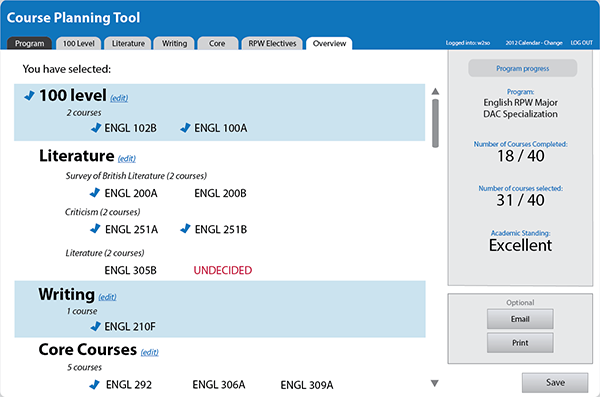 Course Planning Tool
Program 100 Level Literature Writing Core RPW Electives Overview
Logged into: w2so 2012 Calendar - Change LOG OUT
You have selected:
100 level (edit)
2 courses
ENGL 102B ENGL 100A
Literature (edit)
Survey of British Literature (2 courses)
ENGL 200A ENGL 200B
Criticism (2 courses)
ENGL 251A ENGL 251B
Literature (2 courses)
ENGL 305B UNDECIDED
Writing (edit)
1 course
ENGL 210F
Core Courses (edit)
5 courses
ENGL 292 ENGL 306A ENGL 309A
Program progress
Program:
English RPW Major
DAC Specialization
Number of Courses Completed:
18 / 40
Number of courses selected:
31 / 40
Academic Standing:
Excellent
Optional
Email
Print
Save